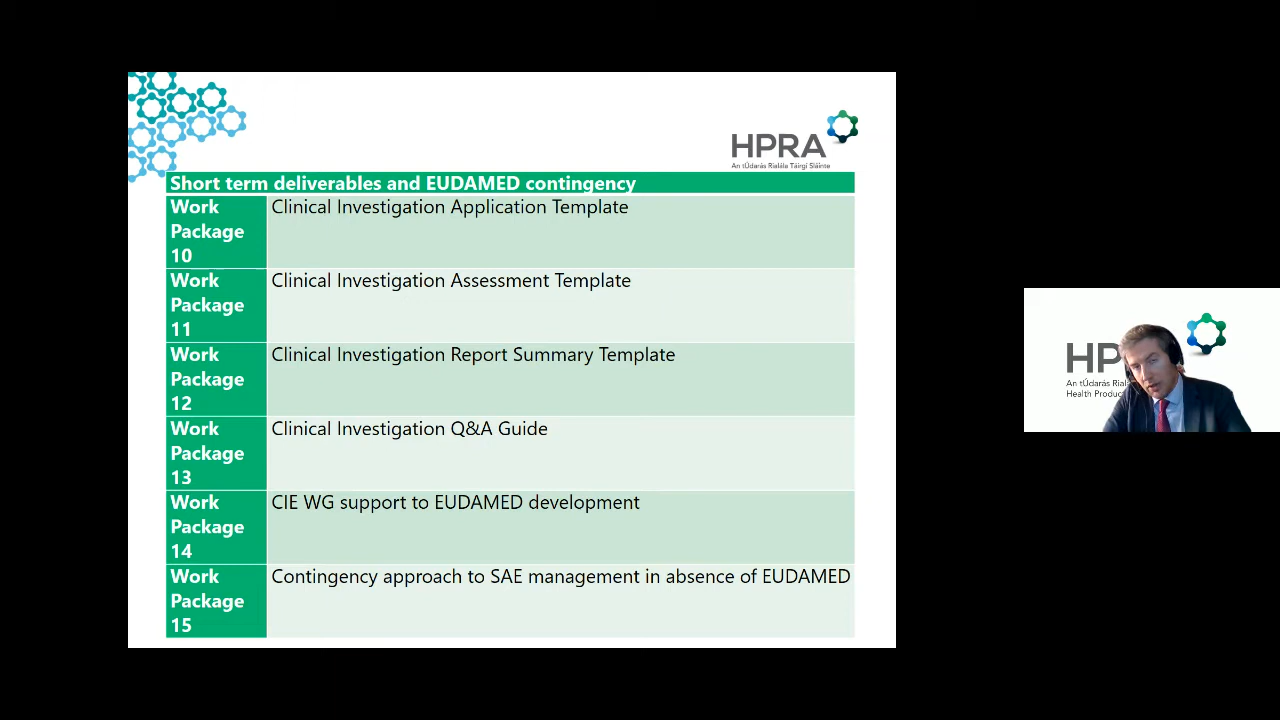 HPRA
An tÚdarás Rialála Táirgí Sláinte
Short term deliverables and EUDAMED contingency
Work
Package
10
Clinical Investigation Application Template
Work
Package
11
Clinical Investigation Assessment Template
Work
Package
12
Clinical Investigation Report Summary Template
Work
Package
13
Clinical Investigation Q&A Guide
Work
Package
14
CIE WG support to EUDAMED development
Work
Package
15
Contingency approach to SAE management in absence of EUDAMED
HP
An tÚdarás
Health